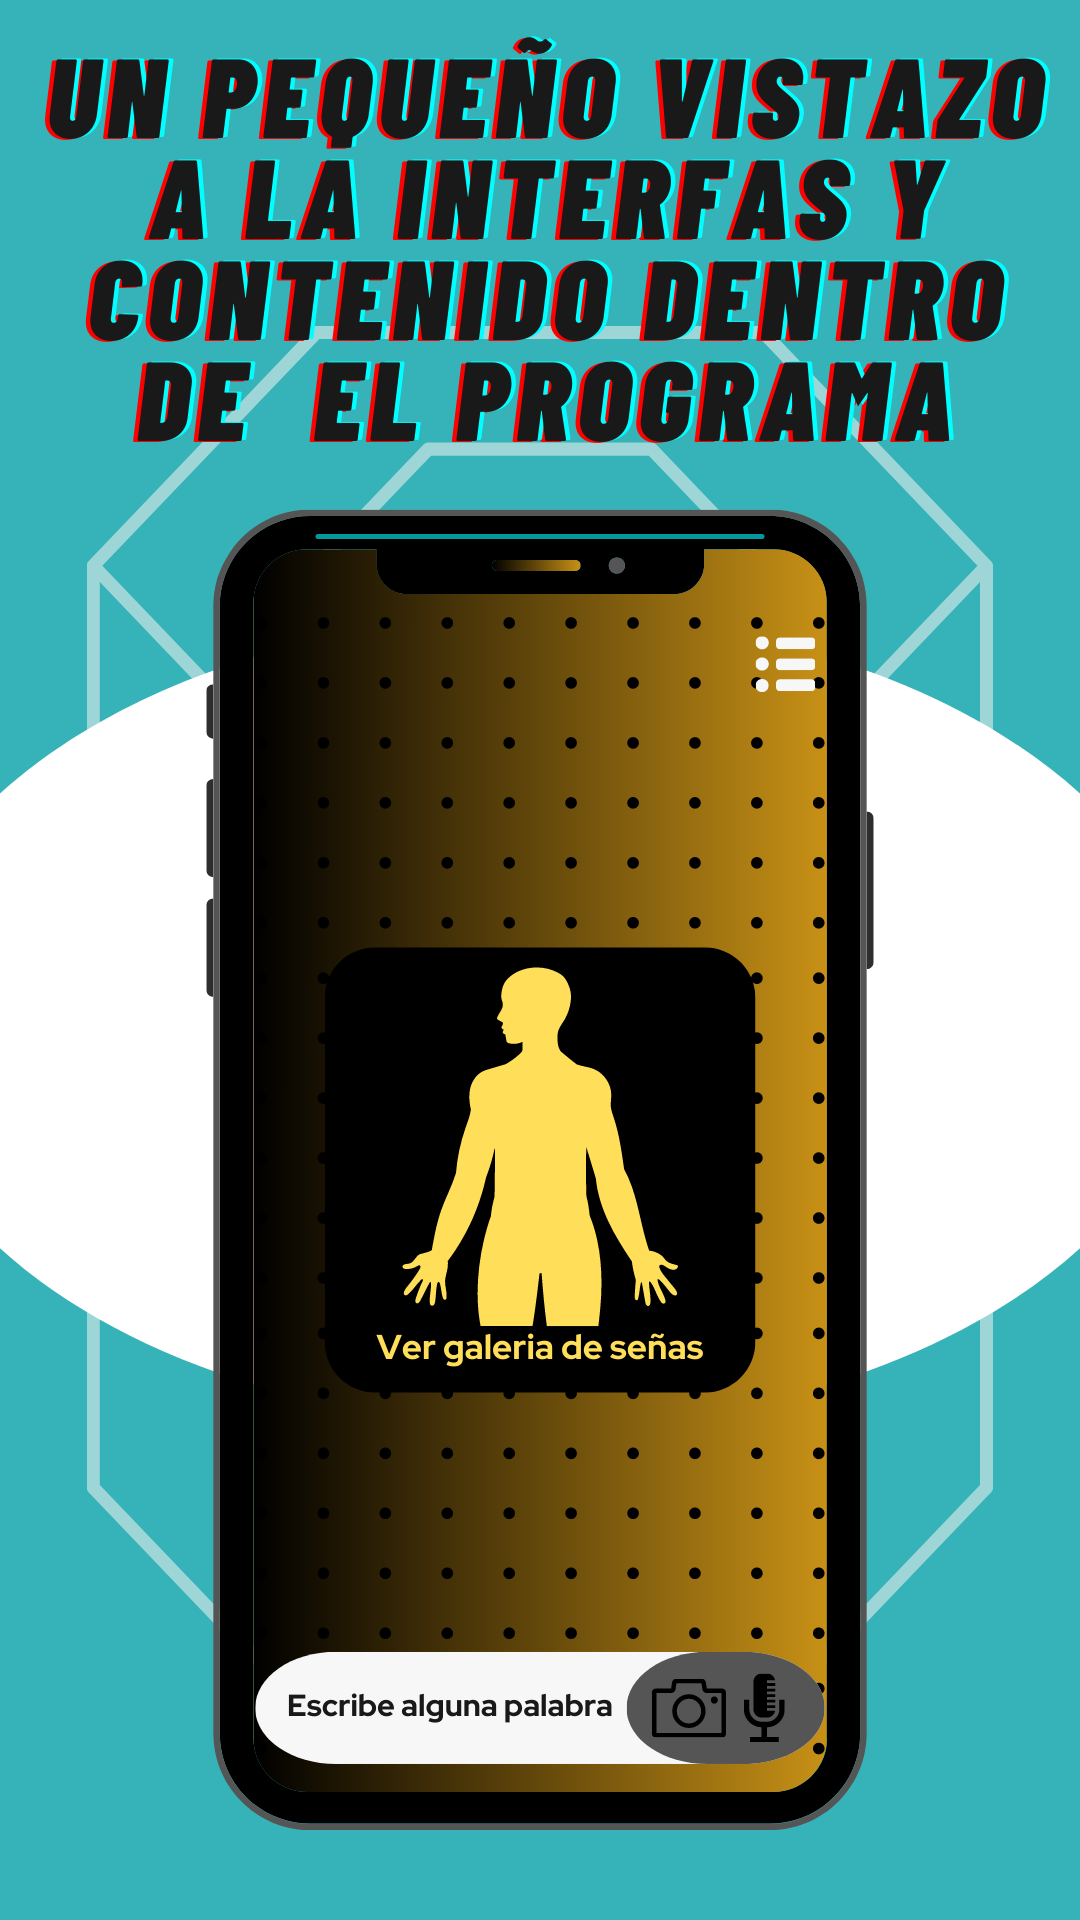 UN PEQUEÑO VISTAZO
A LA INTERFAS Y
CONTENIDO DENTRO
DE EL PROGRAMA
Ver galeria de señas
Escribe alguna palabra